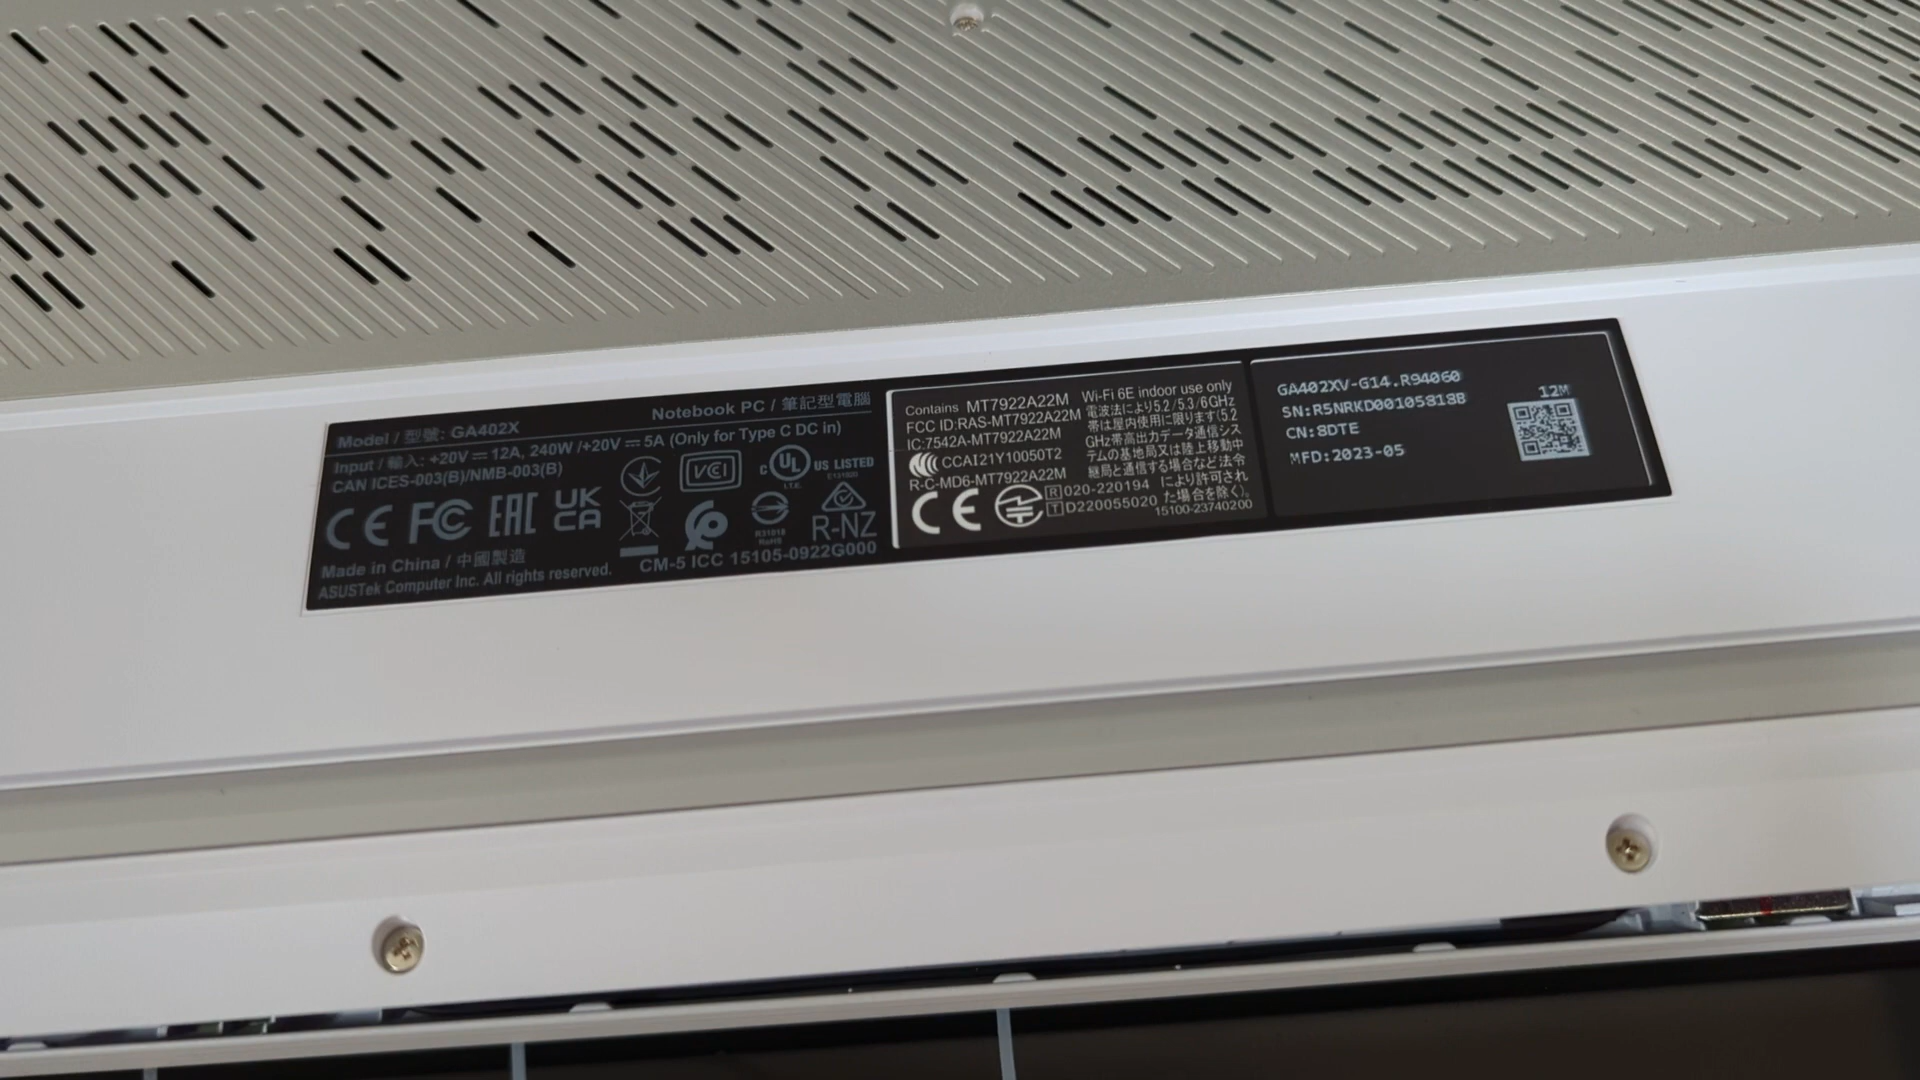 Model / 型號: GA402X
Notebook PC / 筆記型電腦
Input / 輸入: +20V ⎓ 12A, 240W /+20V ⎓ 5A (Only for Type C DC in)
CAN ICES-003(B)/NMB-003(B)
VCI
C UL US LISTED
I.T.E.
CE FC EAC UK CA
R31018
RoHS
R-NZ
Made in China / 中國製造
CM-5 ICC 15105-0922G000
ASUSTek Computer Inc. All rights reserved.
Contains MT7922A22M
FCC ID:RAS-MT7922A22M
IC:7542A-MT7922A22M
CCAI21Y10050T2
R-C-MD6-MT7922A22M
CE
R 020-220194
T D220055020
Wi-Fi 6E indoor use only
電波法により5.2/5.3/6GHz
帯は屋内使用に限ります(5.2
GHz帯高出力データ通信シス
テムの基地局又は陸上移動中
継局と通信する場合など法令
により許可され
た場合を除く)。
15100-23740200
GA402XV-G14.R94060
SN:R5NRKD00105818B
CN:8DTE
MFD:2023-05
12M